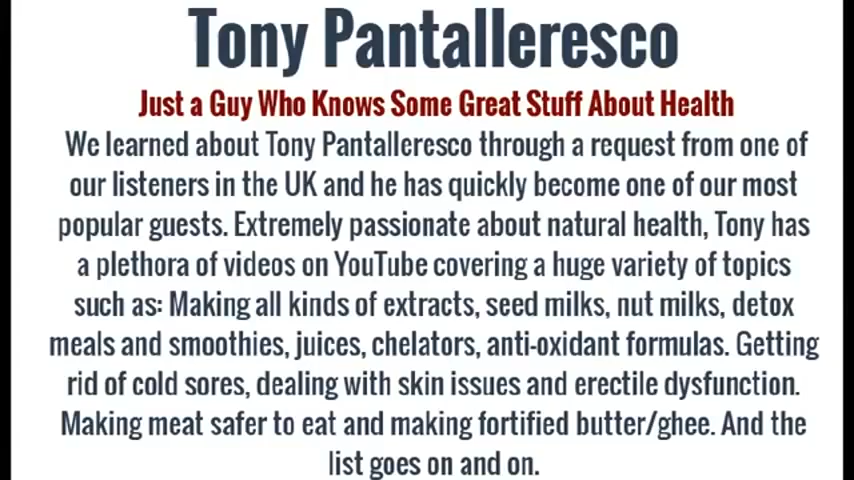 Tony Pantalleresco
Just a Guy Who Knows Some Great Stuff About Health
We learned about Tony Pantalleresco through a request from one of
our listeners in the UK and he has quickly become one of our most
popular guests. Extremely passionate about natural health, Tony has
a plethora of videos on YouTube covering a huge variety of topics
such as: Making all kinds of extracts, seed milks, nut milks, detox
meals and smoothies, juices, chelators, anti-oxidant formulas. Getting
rid of cold sores, dealing with skin issues and erectile dysfunction.
Making meat safer to eat and making fortified butter/ghee. And the
list goes on and on.